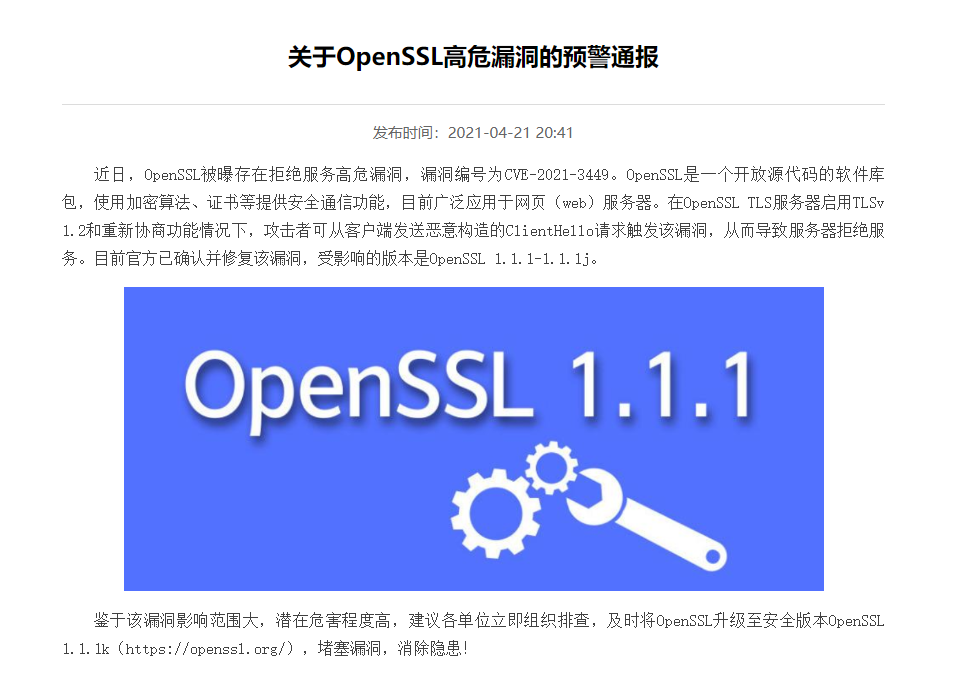 关于OpenSSL高危漏洞的预警通报
发布时间：2021-04-21 20:41
近日，OpenSSL被曝存在拒绝服务高危漏洞，漏洞编号为CVE-2021-3449。OpenSSL是一个开放源代码的软件库
包，使用加密算法、证书等提供安全通信功能，目前广泛应用于网页（web）服务器。在OpenSSL TLS服务器启用TLSv
1.2和重新协商功能情况下，攻击者可从客户端发送恶意构造的ClientHello请求触发该漏洞，从而导致服务器拒绝服
务。目前官方已确认并修复该漏洞，受影响的版本是OpenSSL 1.1.1-1.1.1j。
OpenSSL 1.1.1
鉴于该漏洞影响范围大，潜在危害程度高，建议各单位立即组织排查，及时将OpenSSL升级至安全版本OpenSSL
1.1.1k（https://openssl.org/），堵塞漏洞，消除隐患！